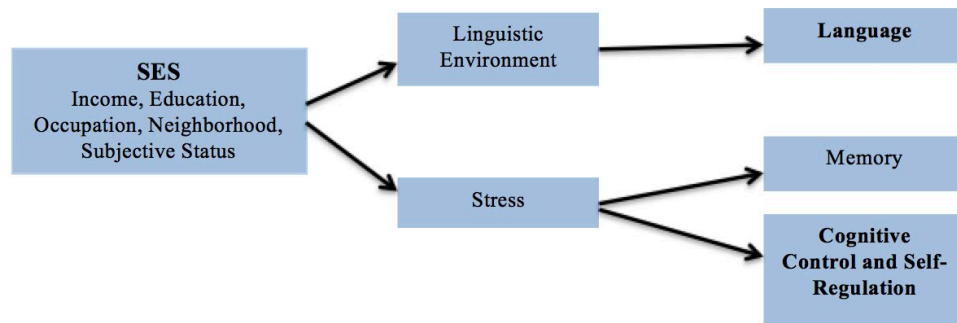 SES
Income, Education,
Occupation, Neighborhood,
Subjective Status
Linguistic
Environment
Language
Stress
Memory
Cognitive
Control and Self-
Regulation